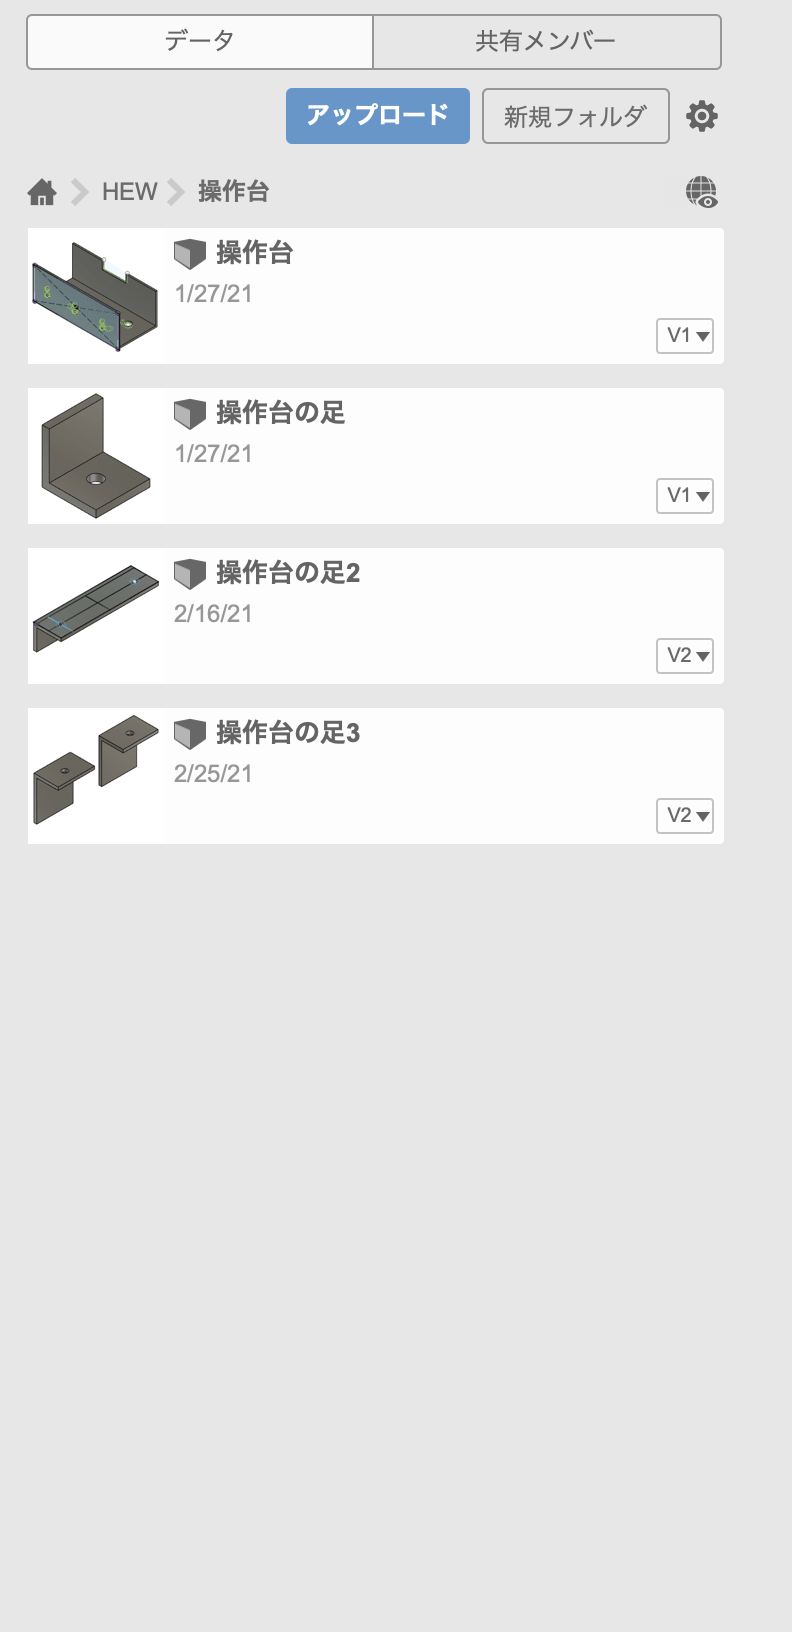 データ 共有メンバー
アップロード 新規フォルダ
HEW 操作台
操作台
1/27/21
V1
操作台の足
1/27/21
V1
操作台の足2
2/16/21
V2
操作台の足3
2/25/21
V2